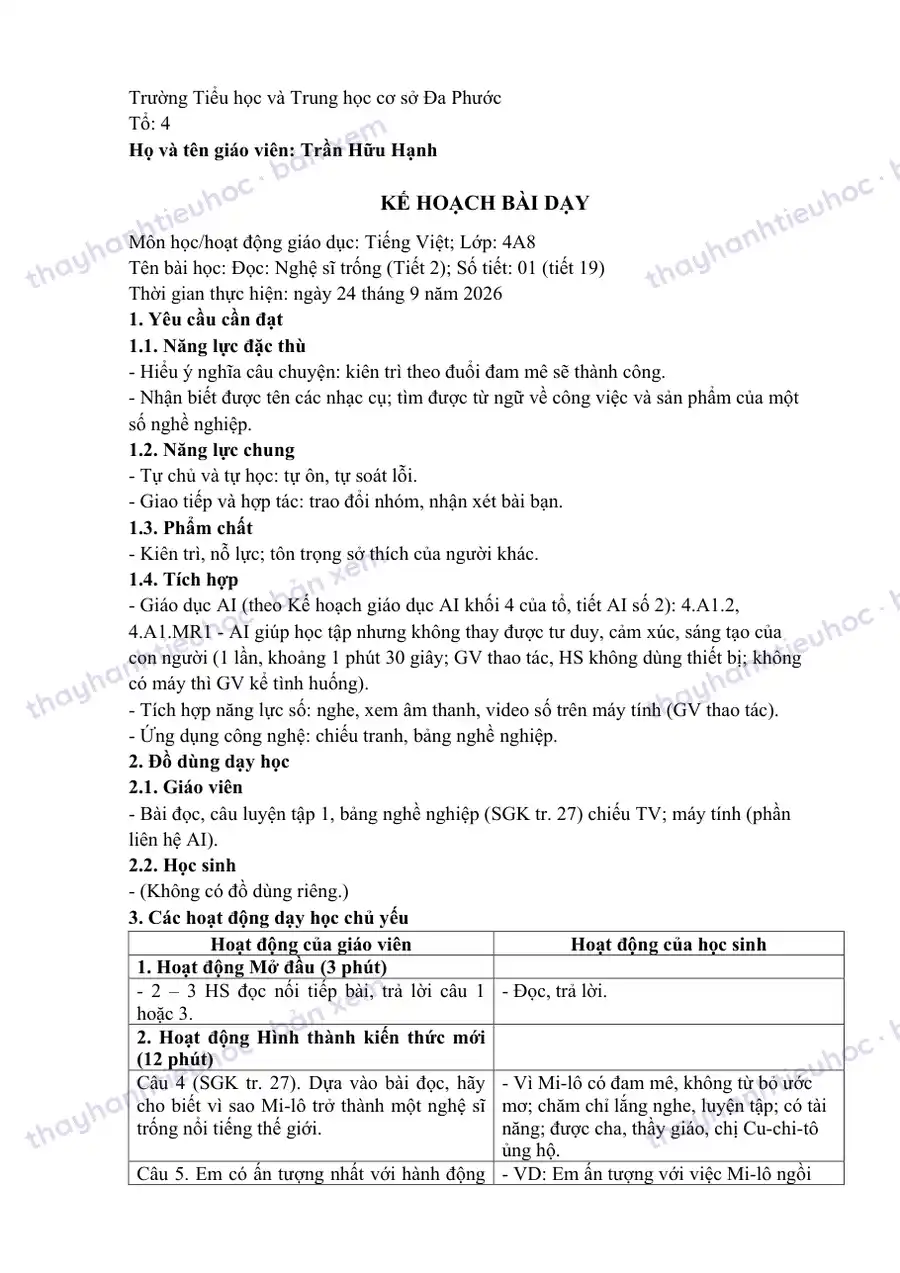 Trường Tiểu học và Trung học cơ sở Đa Phước
Tổ: 4
Họ và tên giáo viên: Trần Hữu Hạnh
KẾ HOẠCH BÀI DẠY
Môn học/hoạt động giáo dục: Tiếng Việt; Lớp: 4A8
Tên bài học: Đọc: Nghệ sĩ trống (Tiết 2); Số tiết: 01 (tiết 19)
Thời gian thực hiện: ngày 24 tháng 9 năm 2026
1. Yêu cầu cần đạt
1.1. Năng lực đặc thù
- Hiểu ý nghĩa câu chuyện: kiên trì theo đuổi đam mê sẽ thành công.
- Nhận biết được tên các nhạc cụ; tìm được từ ngữ về công việc và sản phẩm của một
số nghề nghiệp.
1.2. Năng lực chung
- Tự chủ và tự học: tự ôn, tự soát lỗi.
- Giao tiếp và hợp tác: trao đổi nhóm, nhận xét bài bạn.
1.3. Phẩm chất
- Kiên trì, nỗ lực; tôn trọng sở thích của người khác.
1.4. Tích hợp
- Giáo dục AI (theo Kế hoạch giáo dục AI khối 4 của tổ, tiết AI số 2): 4.A1.2,
4.A1.MR1 - AI giúp học tập nhưng không thay được tư duy, cảm xúc, sáng tạo của
con người (1 lần, khoảng 1 phút 30 giây; GV thao tác, HS không dùng thiết bị; không
có máy thì GV kể tình huống).
- Tích hợp năng lực số: nghe, xem âm thanh, video số trên máy tính (GV thao tác).
- Ứng dụng công nghệ: chiếu tranh, bảng nghề nghiệp.
2. Đồ dùng dạy học
2.1. Giáo viên
- Bài đọc, câu luyện tập 1, bảng nghề nghiệp (SGK tr. 27) chiếu TV; máy tính (phần
liên hệ AI).
2.2. Học sinh
- (Không có đồ dùng riêng.)
3. Các hoạt động dạy học chủ yếu
Hoạt động của giáo viên
Hoạt động của học sinh
1. Hoạt động Mở đầu (3 phút)
- 2 – 3 HS đọc nối tiếp bài, trả lời câu 1
hoặc 3.
- Đọc, trả lời.
2. Hoạt động Hình thành kiến thức mới
(12 phút)
Câu 4 (SGK tr. 27). Dựa vào bài đọc, hãy
cho biết vì sao Mi-lô trở thành một nghệ sĩ
trống nổi tiếng thế giới.
- Vì Mi-lô có đam mê, không từ bỏ ước
mơ; chăm chỉ lắng nghe, luyện tập; có tài
năng; được cha, thầy giáo, chị Cu-chi-tô
ủng hộ.
Câu 5. Em có ấn tượng nhất với hành động
- VD: Em ấn tượng với việc Mi-lô ngồi
thayhanhtieuhoc · bản xem
thayhanhtieuhoc · b
thayhanhtieuhoc · bản xem
thayhanhtieuhoc · b
thayhanhtieuhoc · bản xem
thayhanhtieuhoc · b